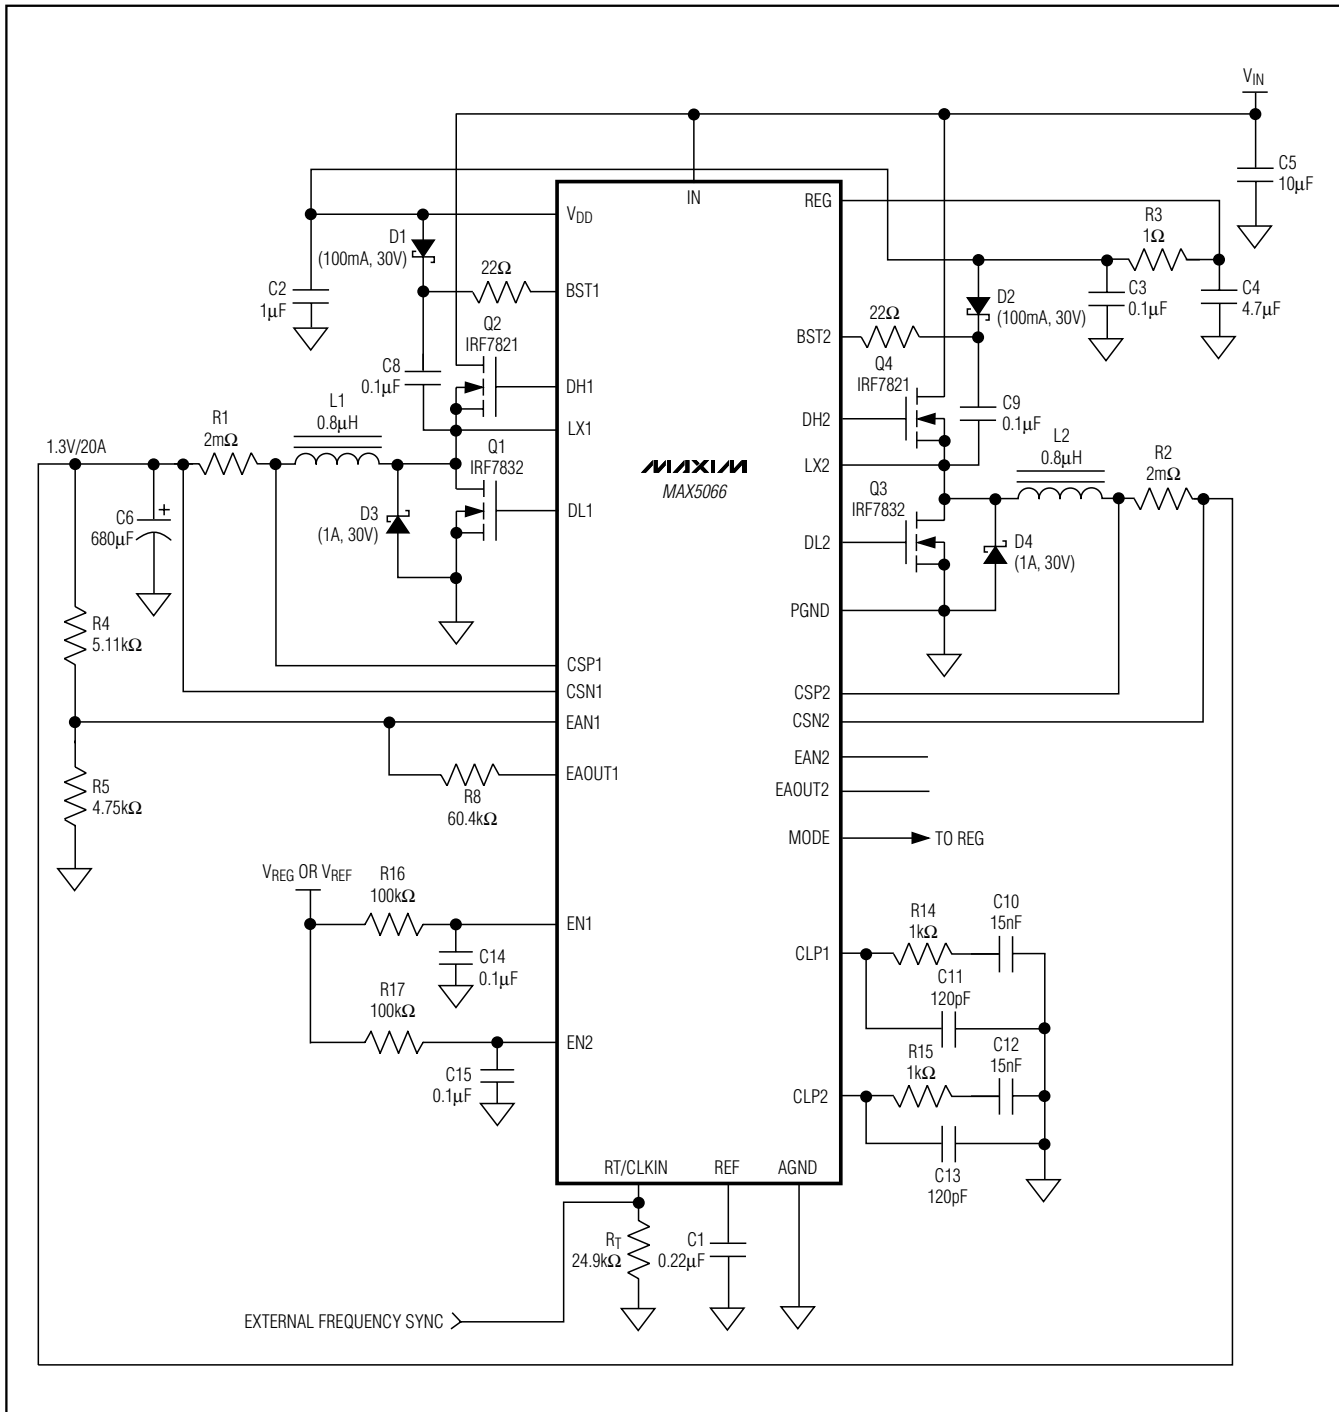 VIN
C5
10µF
IN
REG
VDD
R3
1Ω
D1
(100mA, 30V)
22Ω
BST1
C2
1µF
D2
(100mA, 30V)
C3
0.1µF
C4
4.7µF
22Ω
BST2
Q2
IRF7821
C8
0.1µF
DH1
Q4
IRF7821
DH2
C9
0.1µF
L1
0.8µH
R1
2mΩ
LX1
1.3V/20A
Q1
IRF7832
MAXIM
MAX5066
LX2
L2
0.8µH
R2
2mΩ
Q3
IRF7832
C6
680µF
+
D3
(1A, 30V)
DL1
DL2
D4
(1A, 30V)
PGND
R4
5.11kΩ
CSP1
CSN1
CSP2
CSN2
EAN1
EAN2
R5
4.75kΩ
R8
60.4kΩ
EAOUT1
EAOUT2
MODE
TO REG
VREG OR VREF
R16
100kΩ
EN1
C14
0.1µF
R17
100kΩ
EN2
C15
0.1µF
R14
1kΩ
C10
15nF
CLP1
C11
120pF
R15
1kΩ
C12
15nF
CLP2
C13
120pF
RT/CLKIN
REF
AGND
RT
24.9kΩ
C1
0.22µF
EXTERNAL FREQUENCY SYNC